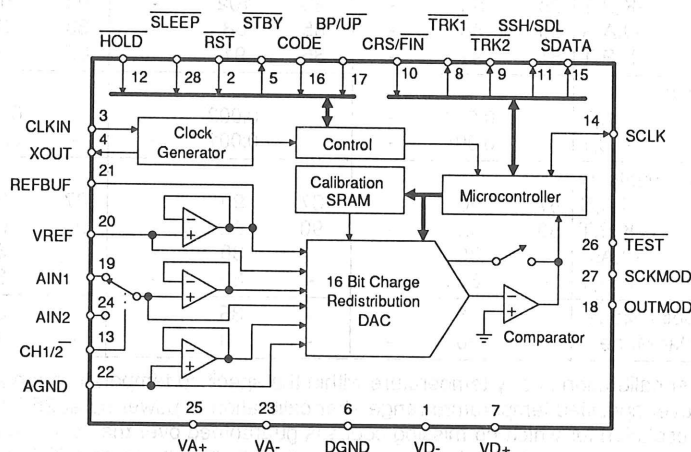 SLEEP STBY BP/UP TRK1 SSH/SDL
HOLD RST CODE CRS/FIN TRK2 SDATA
12 28 2 5 16 17 10 8 9 11 15
CLKIN 3
XOUT 4
Clock
Generator
Control
14 SCLK
REFBUF 21
Calibration
SRAM
Microcontroller
VREF 20
AIN1 19
AIN2 24
CH1/2 13
AGND 22
16 Bit Charge
Redistribution
DAC
Comparator
26 TEST
27 SCKMOD
18 OUTMOD
25 23 6 1 7
VA+ VA- DGND VD- VD+